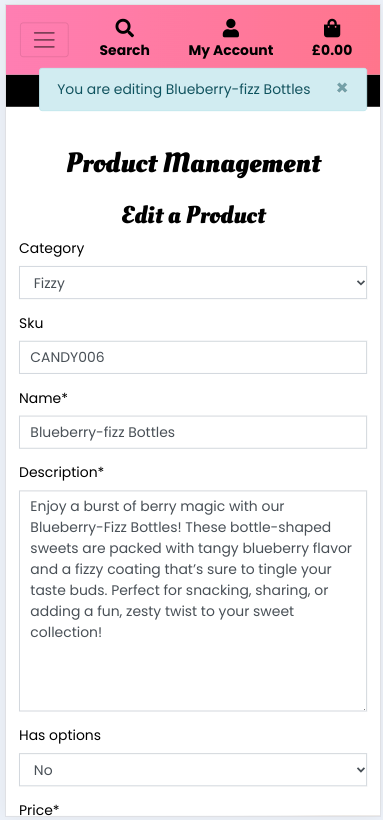 Search
My Account
£0.00
You are editing Blueberry-fizz Bottles ×
Product Management
Edit a Product
Category
Fizzy
Sku
CANDY006
Name*
Blueberry-fizz Bottles
Description*
Enjoy a burst of berry magic with our
Blueberry-Fizz Bottles! These bottle-shaped
sweets are packed with tangy blueberry flavor
and a fizzy coating that’s sure to tingle your
taste buds. Perfect for snacking, sharing, or
adding a fun, zesty twist to your sweet
collection!
Has options
No
Price*